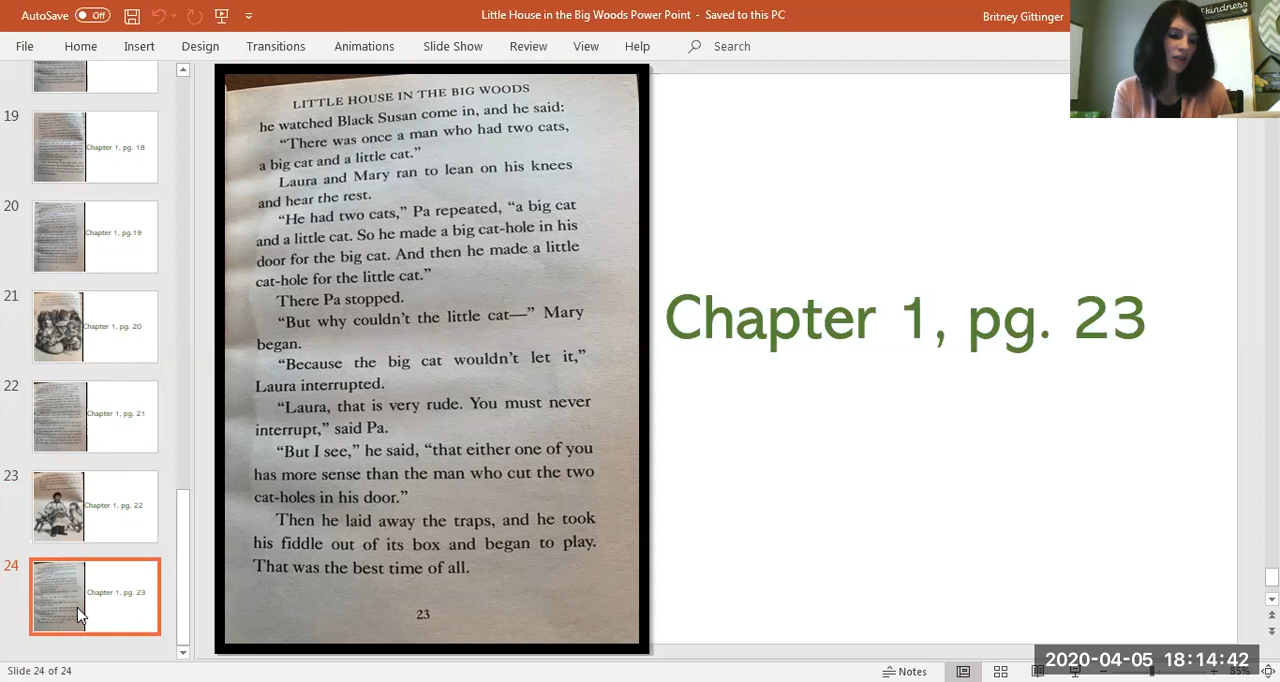 AutoSave Off
Little House in the Big Woods Power Point - Saved to this PC
Britney Gittinger
File Home Insert Design Transitions Animations Slide Show Review View Help Search
kindness
19
Chapter 1, pg. 18
20
Chapter 1, pg.19
21
Chapter 1, pg. 20
22
Chapter 1, pg. 21
23
Chapter 1, pg. 22
24
Chapter 1, pg. 23
LITTLE HOUSE IN THE BIG WOODS
he watched Black Susan come in, and he said:
“There was once a man who had two cats,
a big cat and a little cat.”
Laura and Mary ran to lean on his knees
and hear the rest.
“He had two cats,” Pa repeated, “a big cat
and a little cat. So he made a big cat-hole in his
door for the big cat. And then he made a little
cat-hole for the little cat.”
There Pa stopped.
“But why couldn’t the little cat—” Mary
began.
“Because the big cat wouldn’t let it,”
Laura interrupted.
“Laura, that is very rude. You must never
interrupt,” said Pa.
“But I see,” he said, “that either one of you
has more sense than the man who cut the two
cat-holes in his door.”
Then he laid away the traps, and he took
his fiddle out of its box and began to play.
That was the best time of all.
23
Chapter 1, pg. 23
Slide 24 of 24
Notes
2020-04-05 18:14:42